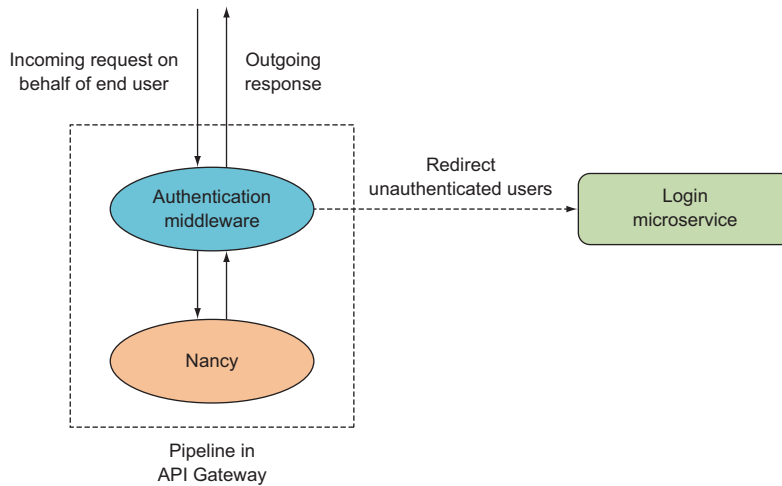 Incoming request on
behalf of end user
Outgoing
response
Authentication
middleware
Redirect
unauthenticated users
Login
microservice
Nancy
Pipeline in
API Gateway